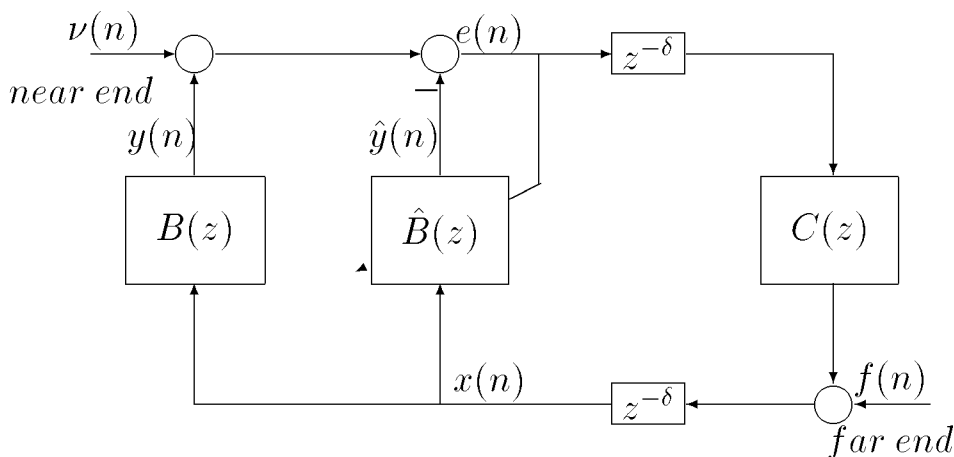 ν(n)
e(n)
z^{-δ}
near end
−
y(n)
ŷ(n)
B(z)
B̂(z)
C(z)
x(n)
z^{-δ}
f(n)
far end